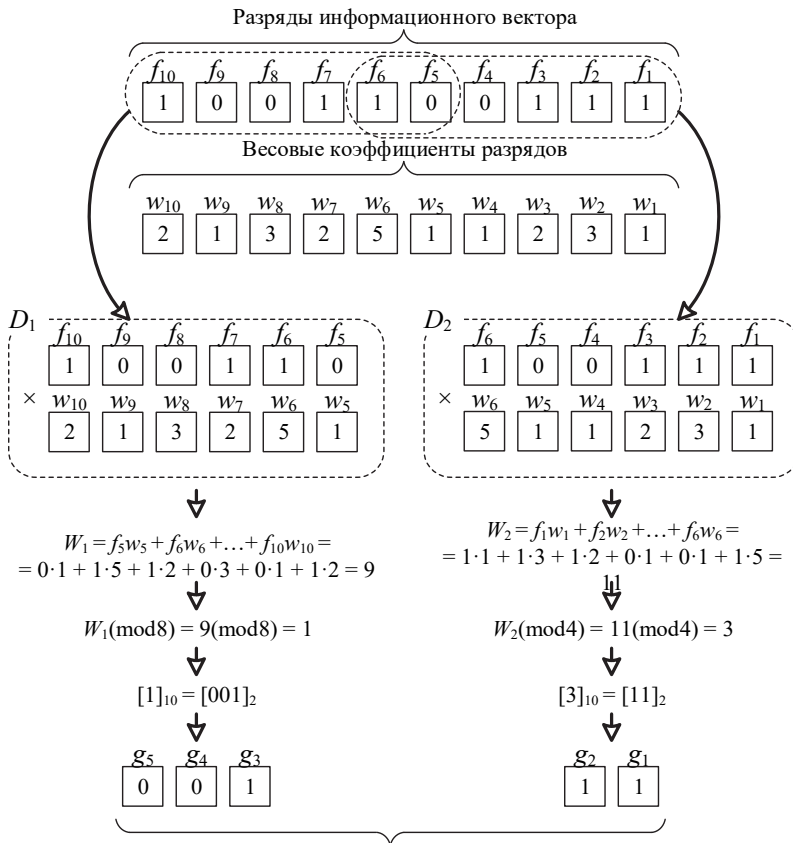 Разряды информационного вектора
f₁₀ f₉ f₈ f₇ f₆ f₅ f₄ f₃ f₂ f₁
1 0 0 1 1 0 0 1 1 1
Весовые коэффициенты разрядов
w₁₀ w₉ w₈ w₇ w₆ w₅ w₄ w₃ w₂ w₁
2 1 3 2 5 1 1 2 3 1
D₁
f₁₀ f₉ f₈ f₇ f₆ f₅
1 0 0 1 1 0
×
w₁₀ w₉ w₈ w₇ w₆ w₅
2 1 3 2 5 1
W₁ = f₅w₅ + f₆w₆ +…+ f₁₀w₁₀ =
= 0·1 + 1·5 + 1·2 + 0·3 + 0·1 + 1·2 = 9
W₁(mod8) = 9(mod8) = 1
[1]₁₀ = [001]₂
g₅ g₄ g₃
0 0 1
D₂
f₆ f₅ f₄ f₃ f₂ f₁
1 0 0 1 1 1
×
w₆ w₅ w₄ w₃ w₂ w₁
5 1 1 2 3 1
W₂ = f₁w₁ + f₂w₂ +…+ f₆w₆ =
= 1·1 + 1·3 + 1·2 + 0·1 + 0·1 + 1·5 =
11
W₂(mod4) = 11(mod4) = 3
[3]₁₀ = [11]₂
g₂ g₁
1 1